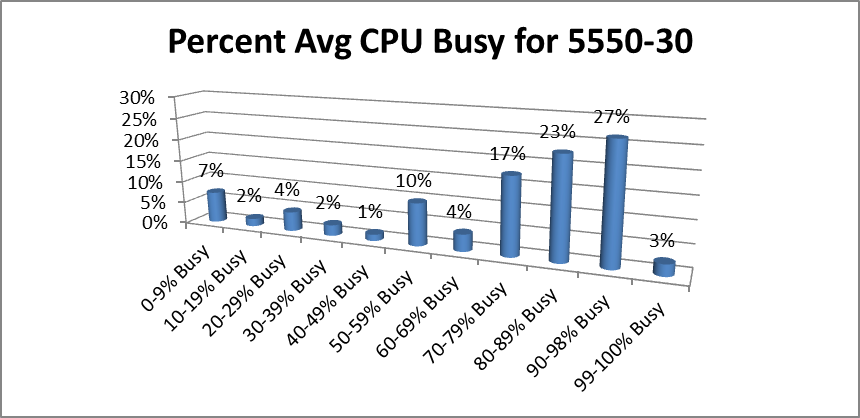 Percent Avg CPU Busy for 5550-30
30%
25%
20%
15%
10%
5%
0%
7%
2%
4%
2%
1%
10%
4%
17%
23%
27%
3%
0-9% Busy
10-19% Busy
20-29% Busy
30-39% Busy
40-49% Busy
50-59% Busy
60-69% Busy
70-79% Busy
80-89% Busy
90-98% Busy
99-100% Busy